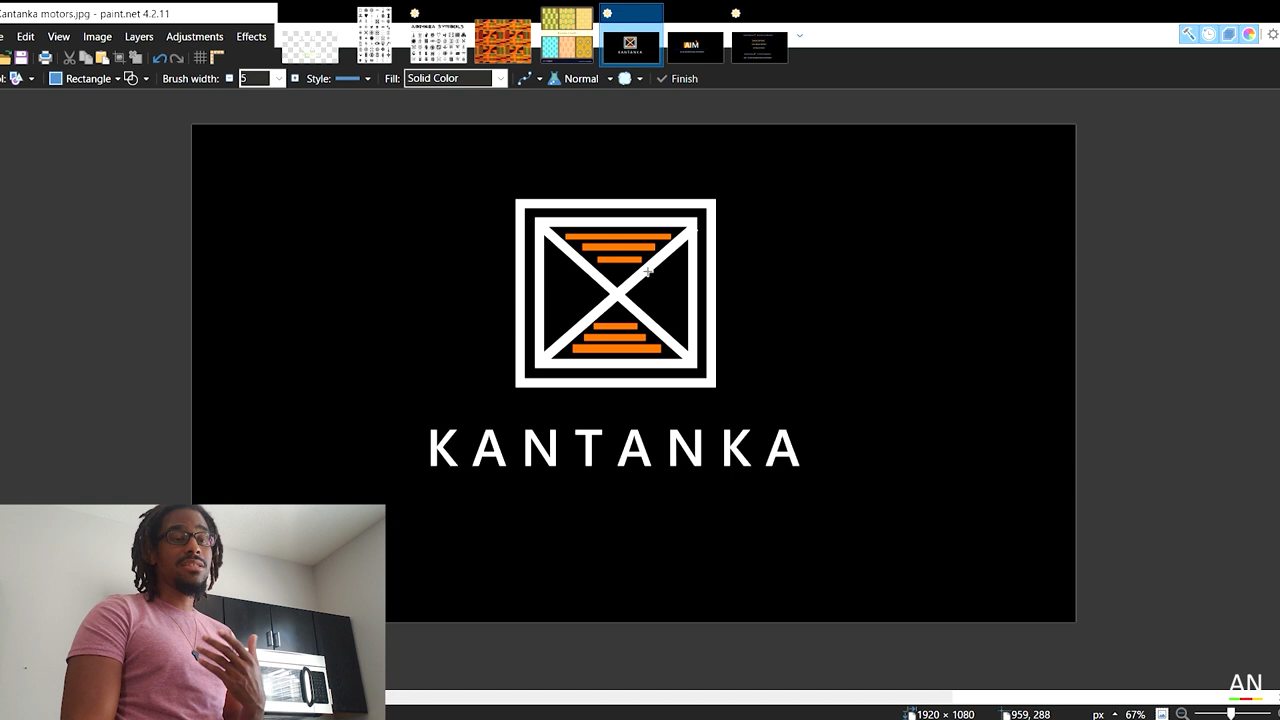 Kantanka motors.jpg - paint.net 4.2.11
Edit View Image Layers Adjustments Effects
Rectangle Brush width: 5 Style: Fill: Solid Color Normal Finish
KANTANKA
AN
1920 × 1080 959, 288 px 67%